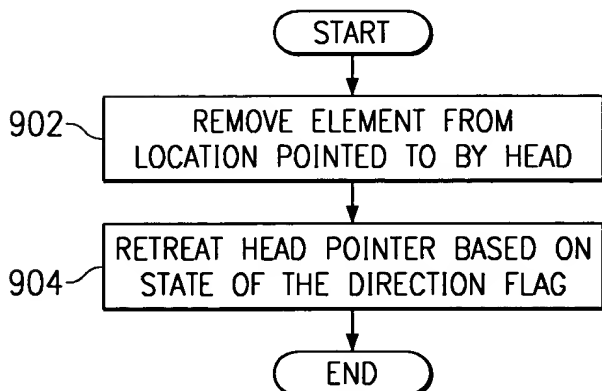 START
902
REMOVE ELEMENT FROM
LOCATION POINTED TO BY HEAD
904
RETREAT HEAD POINTER BASED ON
STATE OF THE DIRECTION FLAG
END